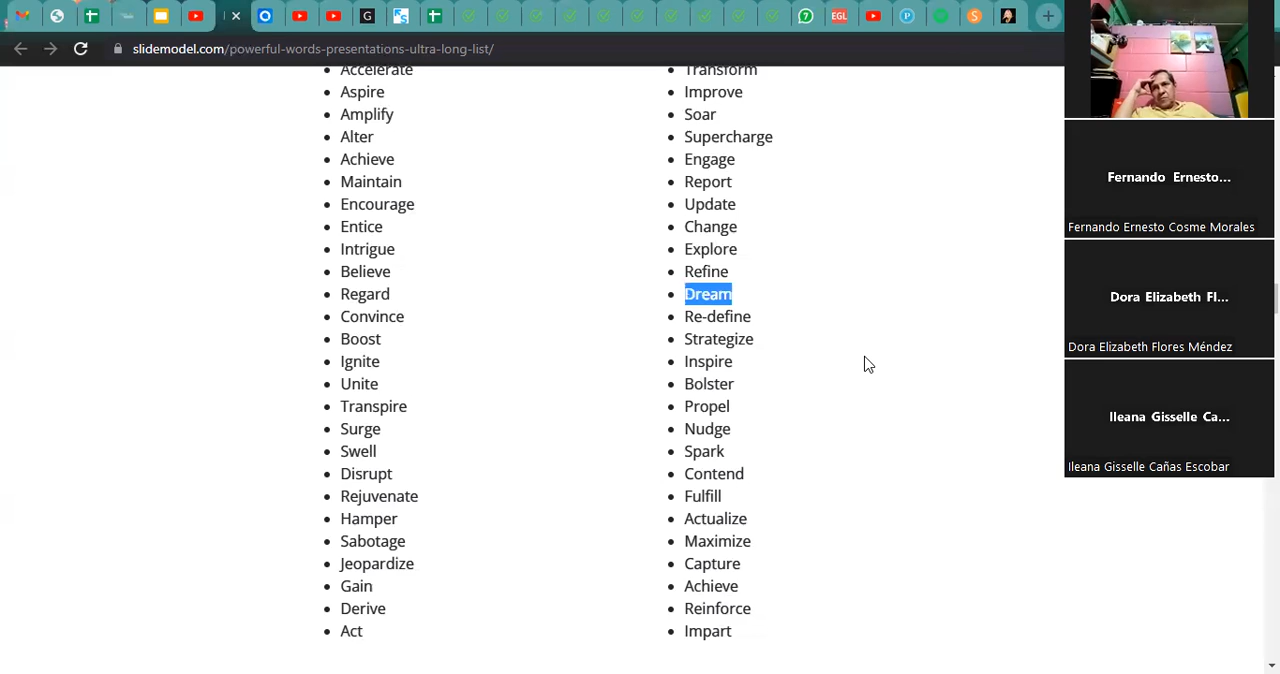 7
EGL
G
P
S
slidemodel.com/powerful-words-presentations-ultra-long-list/
Accelerate
Aspire
Amplify
Alter
Achieve
Maintain
Encourage
Entice
Intrigue
Believe
Regard
Convince
Boost
Ignite
Unite
Transpire
Surge
Swell
Disrupt
Rejuvenate
Hamper
Sabotage
Jeopardize
Gain
Derive
Act
Transform
Improve
Soar
Supercharge
Engage
Report
Update
Change
Explore
Refine
Dream
Re-define
Strategize
Inspire
Bolster
Propel
Nudge
Spark
Contend
Fulfill
Actualize
Maximize
Capture
Achieve
Reinforce
Impart
Fernando Ernesto...
Fernando Ernesto Cosme Morales
Dora Elizabeth Fl...
Dora Elizabeth Flores Méndez
Ileana Gisselle Ca...
Ileana Gisselle Cañas Escobar